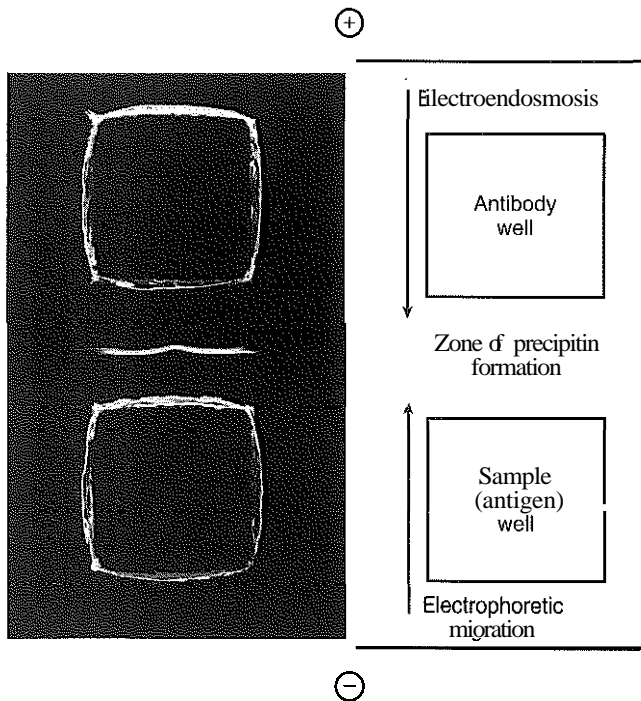 +
Electroendosmosis
Antibody
well
Zone of precipitin
formation
Sample
(antigen)
well
Electrophoretic
migration
−